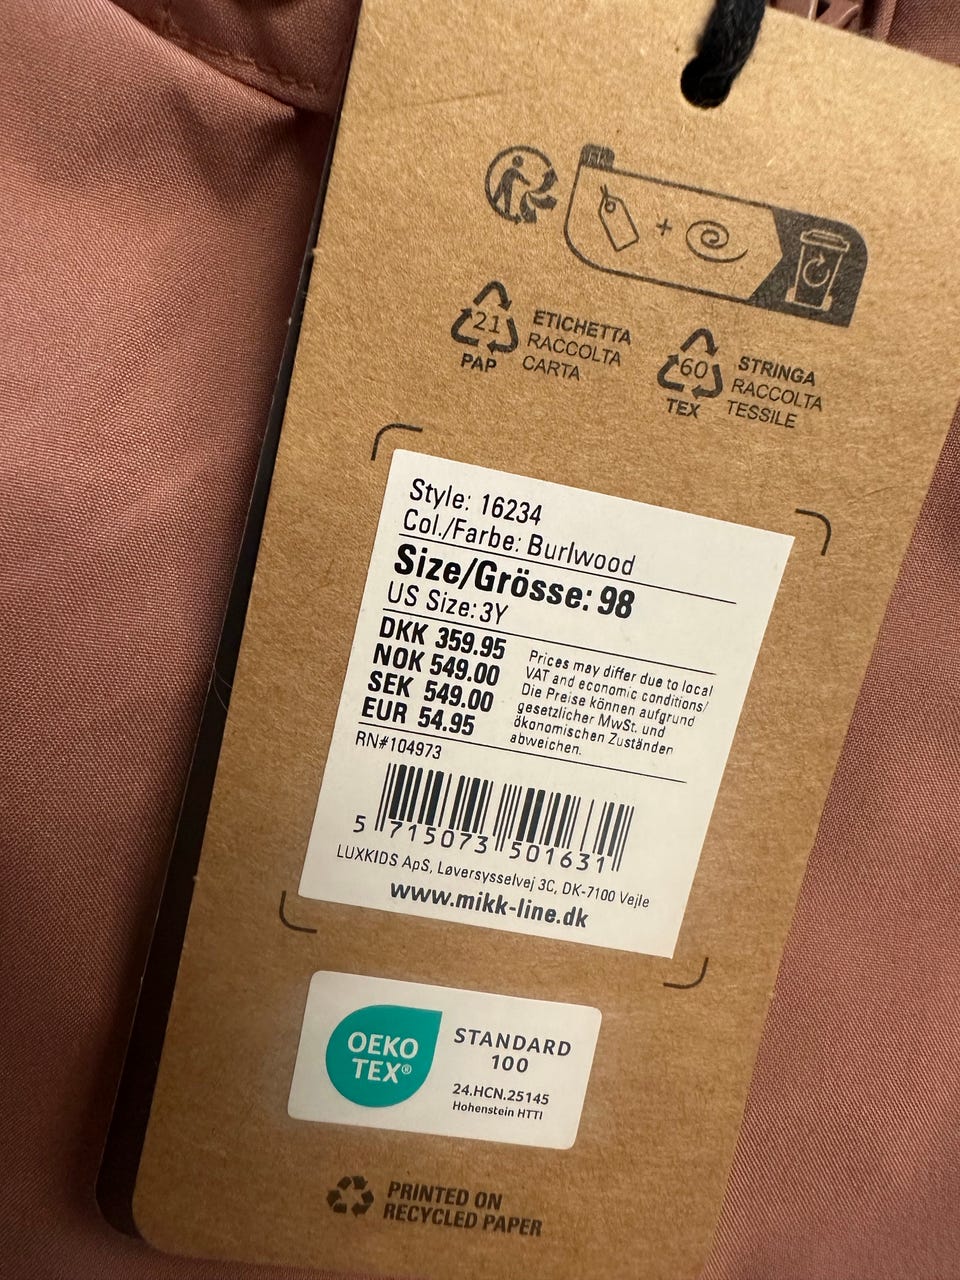 21
PAP
ETICHETTA
RACCOLTA
CARTA
60
TEX
STRINGA
RACCOLTA
TESSILE
Style: 16234
Col./Farbe: Burlwood
Size/Grösse: 98
US Size: 3Y
DKK 359.95
NOK 549.00
SEK 549.00
EUR 54.95
Prices may differ due to local
VAT and economic conditions/
Die Preise können aufgrund
gesetzlicher MwSt. und
ökonomischen Zuständen
abweichen.
RN#104973
5 715073 501631
LUXKIDS ApS, Løversysselvej 3C, DK-7100 Vejle
www.mikk-line.dk
OEKO
TEX®
STANDARD
100
24.HCN.25145
Hohenstein HTTI
PRINTED ON
RECYCLED PAPER